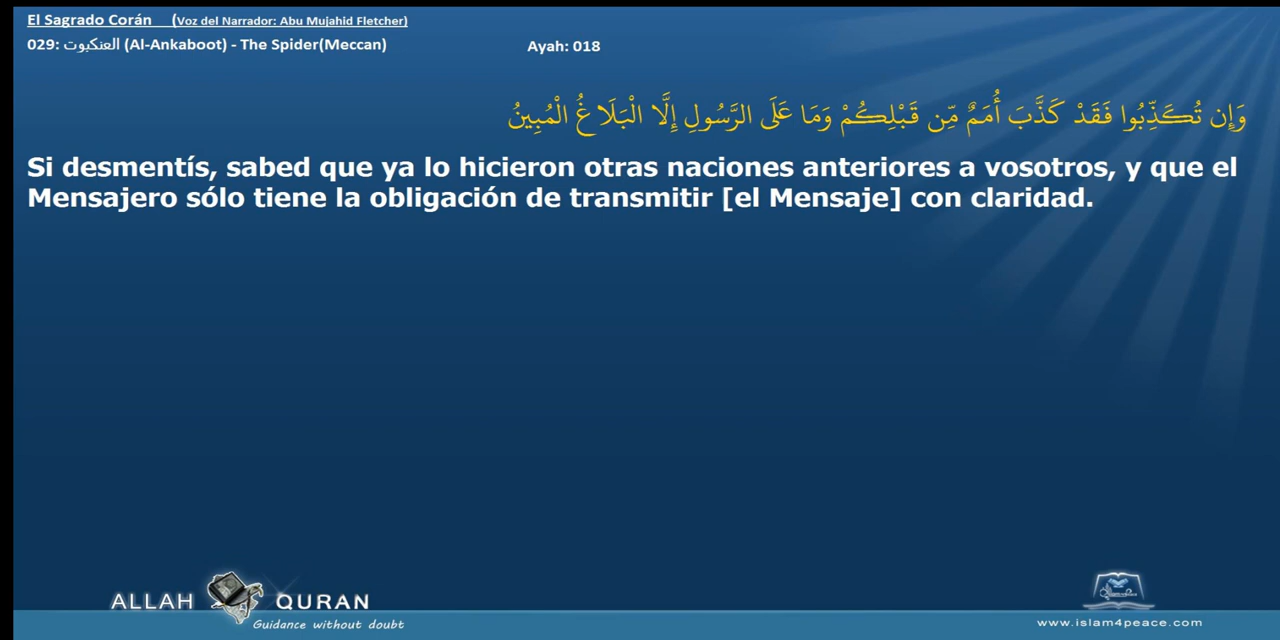 El Sagrado Corán (Voz del Narrador: Abu Mujahid Fletcher)
029: العنكبوت (Al-Ankaboot) - The Spider(Meccan) Ayah: 018
وَإِن تُكَذِّبُوا فَقَدْ كَذَّبَ أُمَمٌ مِّن قَبْلِكُمْ وَمَا عَلَى الرَّسُولِ إِلَّا الْبَلَاغُ الْمُبِينُ
Si desmentís, sabed que ya lo hicieron otras naciones anteriores a vosotros, y que el
Mensajero sólo tiene la obligación de transmitir [el Mensaje] con claridad.
ALLAH QURAN
Guidance without doubt
www.islam4peace.com